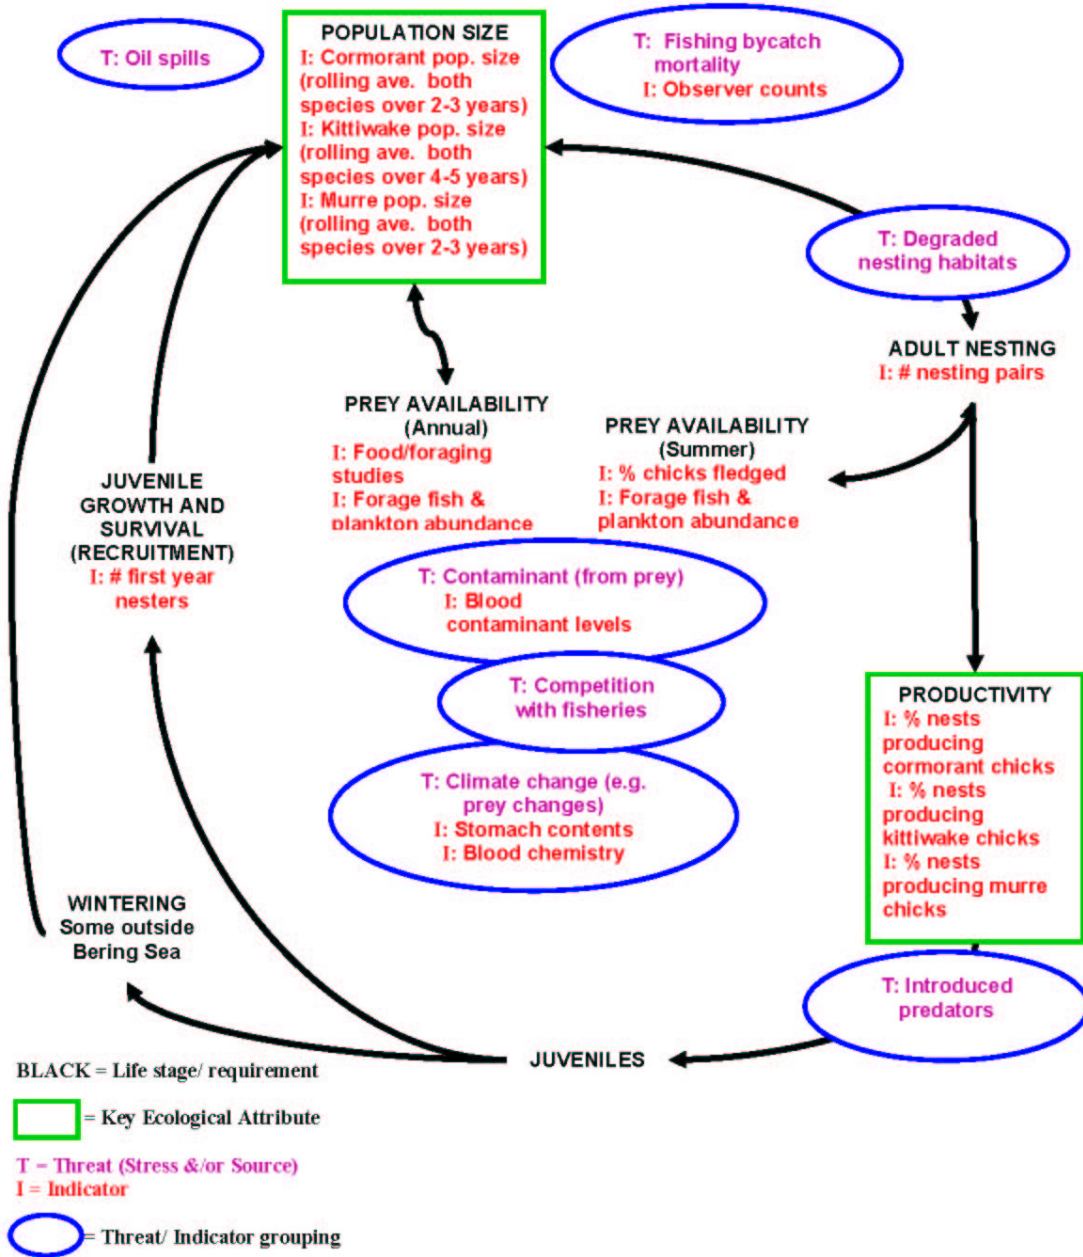 T: Oil spills
POPULATION SIZE
I: Cormorant pop. size
(rolling ave. both
species over 2-3 years)
I: Kittiwake pop. size
(rolling ave. both
species over 4-5 years)
I: Murre pop. size
(rolling ave. both
species over 2-3 years)
T: Fishing bycatch
mortality
I: Observer counts
T: Degraded
nesting habitats
ADULT NESTING
I: # nesting pairs
PREY AVAILABILITY
(Annual)
I: Food/foraging
studies
I: Forage fish &
plankton abundance
PREY AVAILABILITY
(Summer)
I: % chicks fledged
I: Forage fish &
plankton abundance
JUVENILE
GROWTH AND
SURVIVAL
(RECRUITMENT)
I: # first year
nesters
T: Contaminant (from prey)
I: Blood
contaminant levels
T: Competition
with fisheries
T: Climate change (e.g.
prey changes)
I: Stomach contents
I: Blood chemistry
PRODUCTIVITY
I: % nests
producing
cormorant chicks
I: % nests
producing
kittiwake chicks
I: % nests
producing murre
chicks
WINTERING
Some outside
Bering Sea
T: Introduced
predators
JUVENILES
BLACK = Life stage/ requirement
= Key Ecological Attribute
T = Threat (Stress &/or Source)
I = Indicator
= Threat/ Indicator grouping